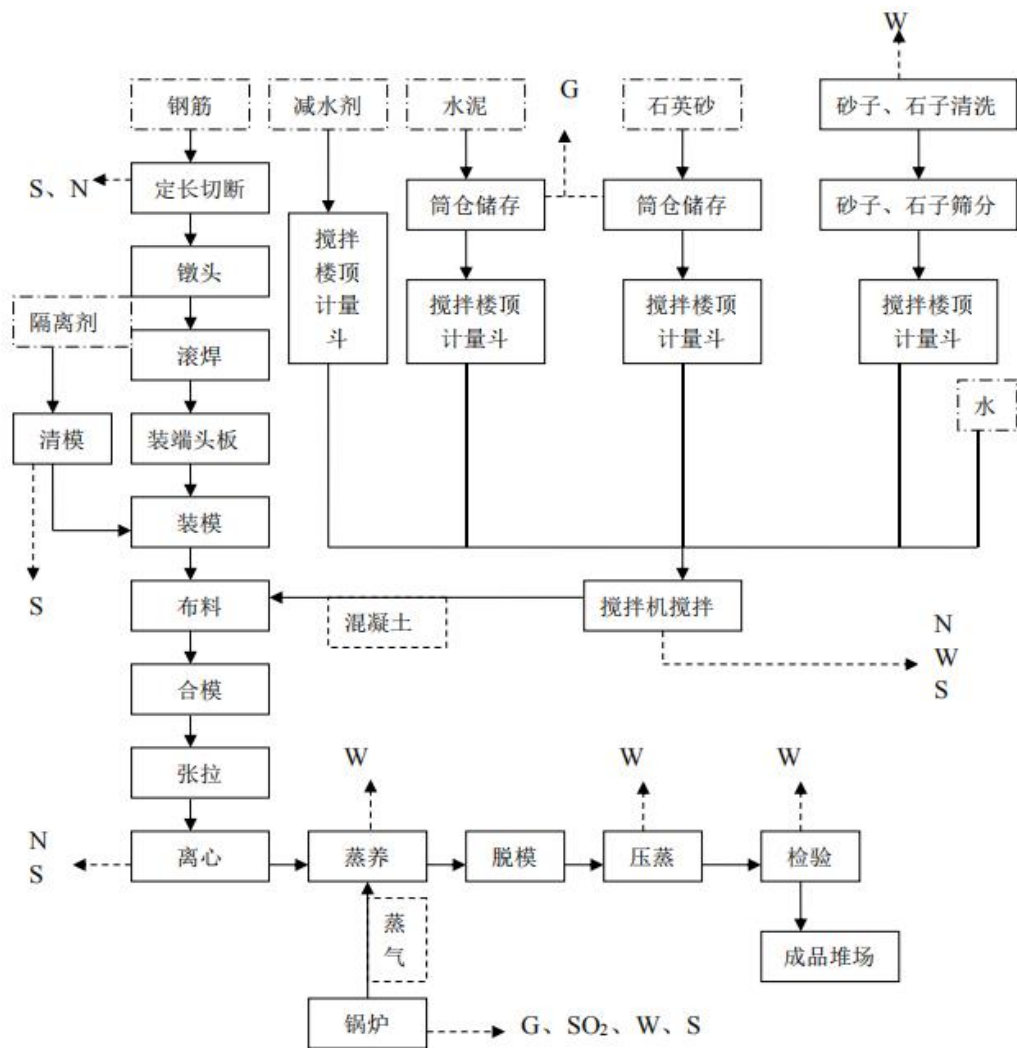 W
钢筋
减水剂
水泥
G
石英砂
砂子、石子清洗
S、N
定长切断
筒仓储存
筒仓储存
砂子、石子筛分
搅拌
楼顶
计量
斗
镦头
搅拌楼顶
计量斗
搅拌楼顶
计量斗
搅拌楼顶
计量斗
隔离剂
滚焊
水
清模
装端头板
装模
S
布料
混凝土
搅拌机搅拌
N
W
S
合模
张拉
W
W
W
N
S
离心
蒸养
脱模
压蒸
检验
蒸
气
成品堆场
锅炉
G、SO₂、W、S